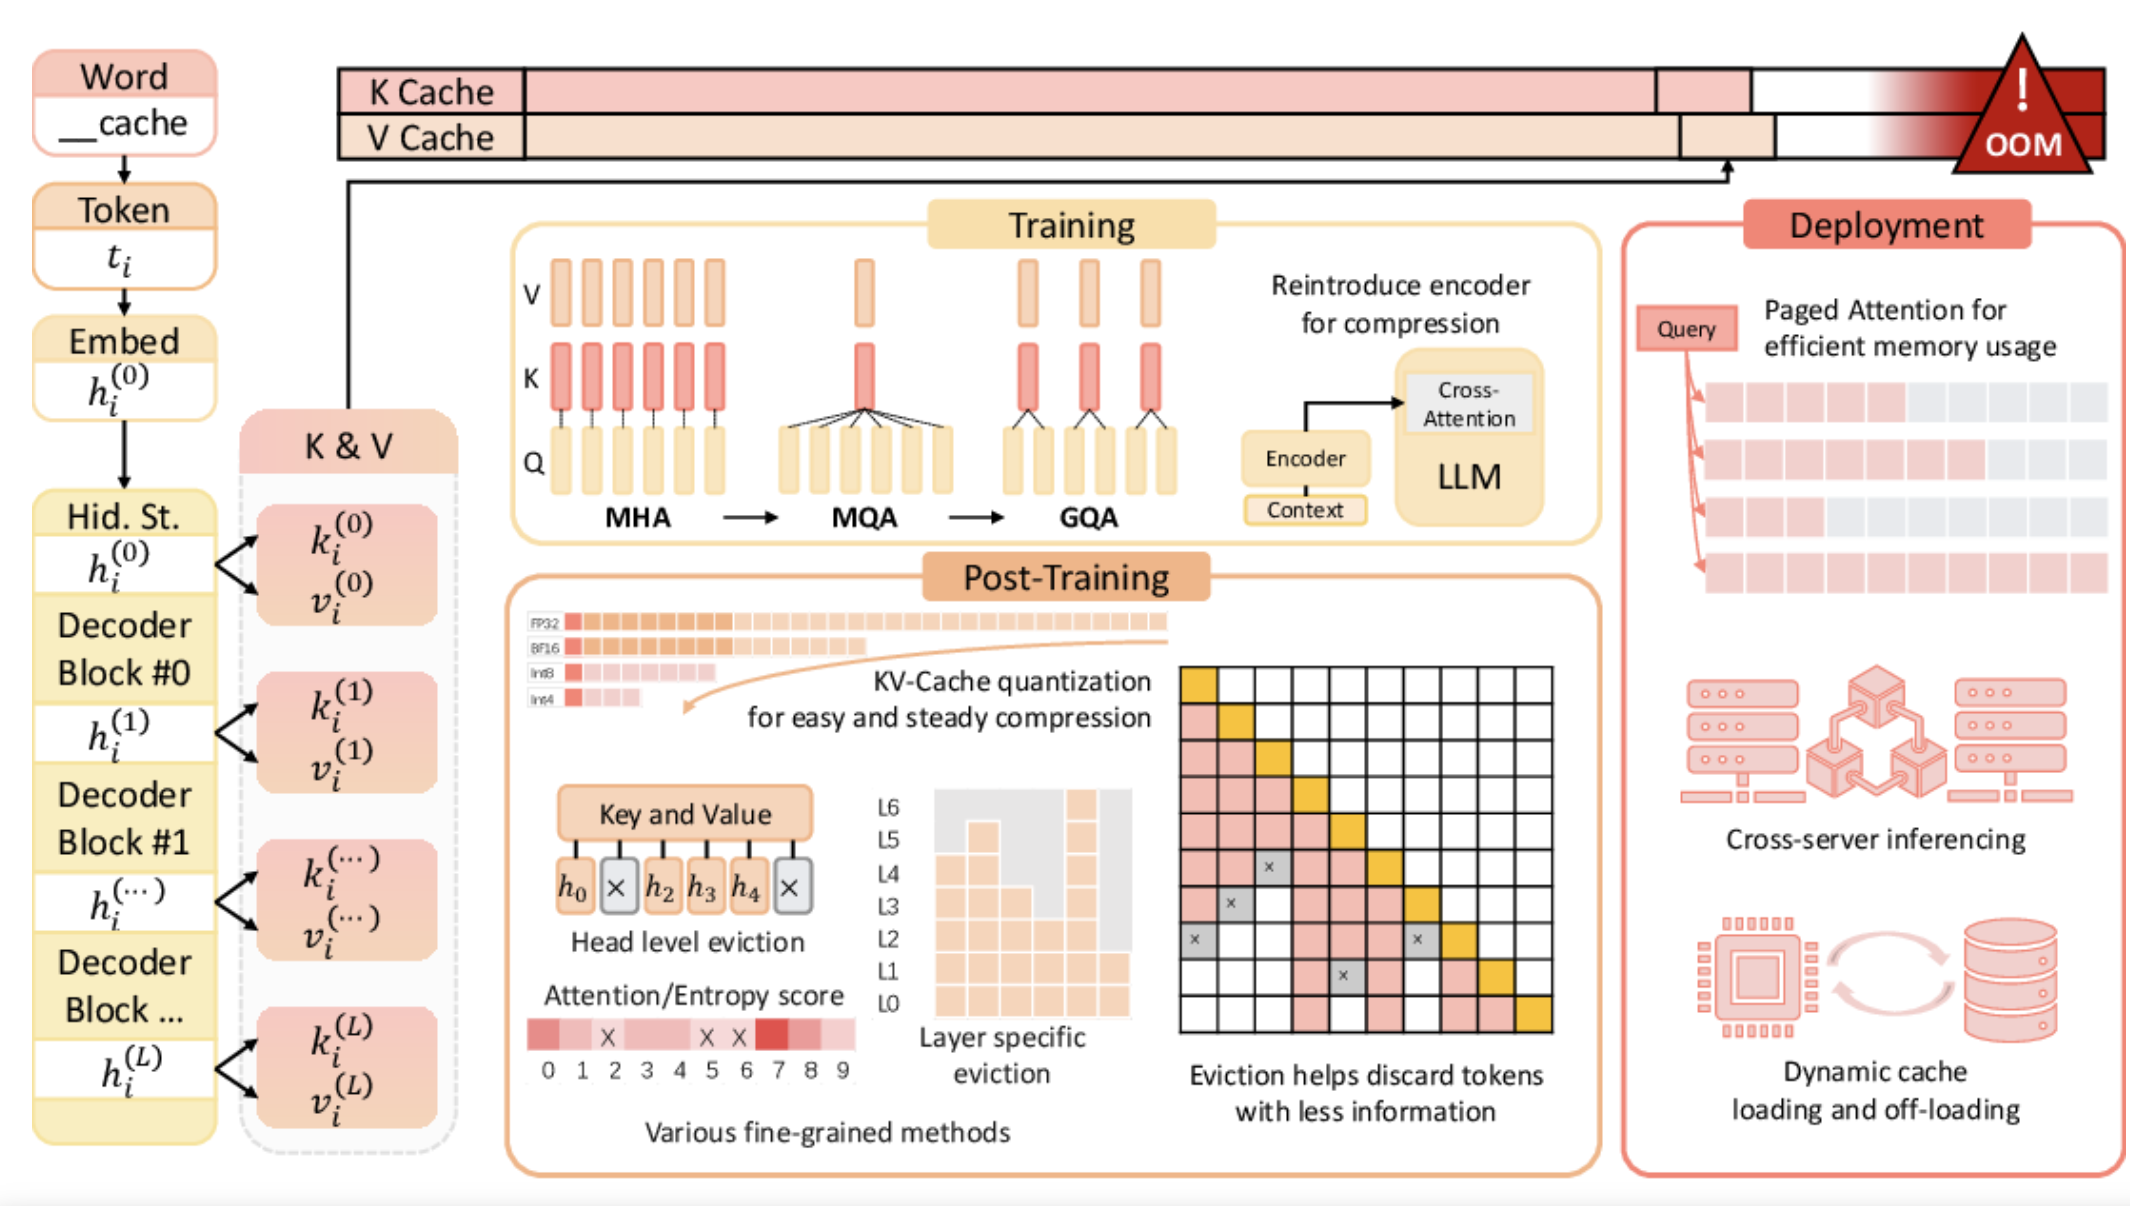 Word
__cache
Token
t_i
Embed
h_i^(0)
Hid. St.
h_i^(0)
Decoder
Block #0
h_i^(1)
Decoder
Block #1
h_i^(...)
Decoder
Block ...
h_i^(L)
K & V
k_i^(0)
v_i^(0)
k_i^(1)
v_i^(1)
k_i^(...)
v_i^(...)
k_i^(L)
v_i^(L)
K Cache
V Cache
!
OOM
Training
V
K
Q
MHA
MQA
GQA
Reintroduce encoder
for compression
Cross-
Attention
LLM
Encoder
Context
Post-Training
FP32
BF16
Int8
Int4
KV-Cache quantization
for easy and steady compression
Key and Value
h_0 × h_2 h_3 h_4 ×
Head level eviction
Attention/Entropy score
X X X
0 1 2 3 4 5 6 7 8 9
Various fine-grained methods
L6
L5
L4
L3
L2
L1
L0
Layer specific
eviction
×
×
× ×
×
Eviction helps discard tokens
with less information
Deployment
Query
Paged Attention for
efficient memory usage
Cross-server inferencing
Dynamic cache
loading and off-loading